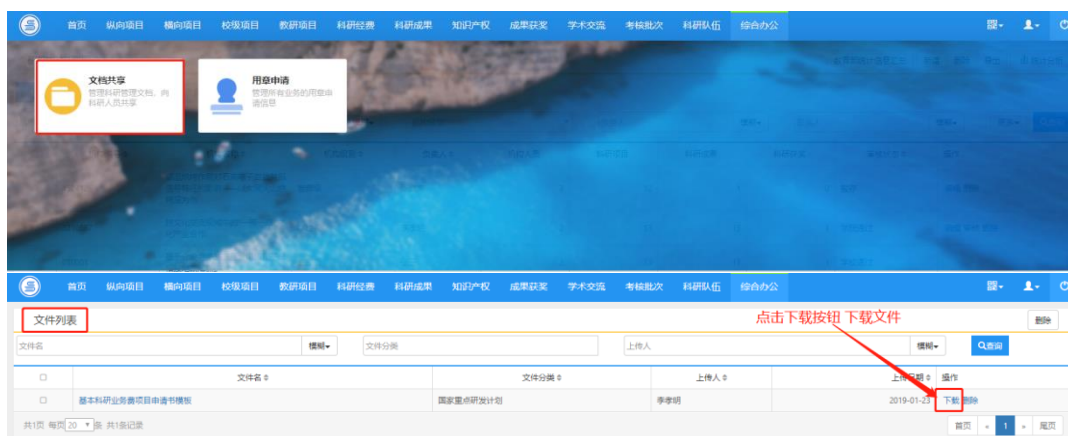 首页 纵向项目 横向项目 校级项目 教研项目 科研经费 科研成果 知识产权 成果获奖 学术交流 考核批次 科研队伍 综合办公
文档共享
管理科研管理文档，向
科研人员共享
用章申请
管理所有业务的用章申
请信息
首页 纵向项目 横向项目 校级项目 教研项目 科研经费 科研成果 知识产权 成果获奖 学术交流 考核批次 科研队伍 综合办公
文件列表
点击下载按钮 下载文件
删除
文件名 模糊 文件分类 上传人 模糊 查询
文件名 文件分类 上传人 上传日期 操作
基本科研业务费项目申请书模板 国家重点研发计划 李孝明 2019-01-23 下载 删除
共1页 每页 20 条 共1条记录 首页 « 1 » 尾页